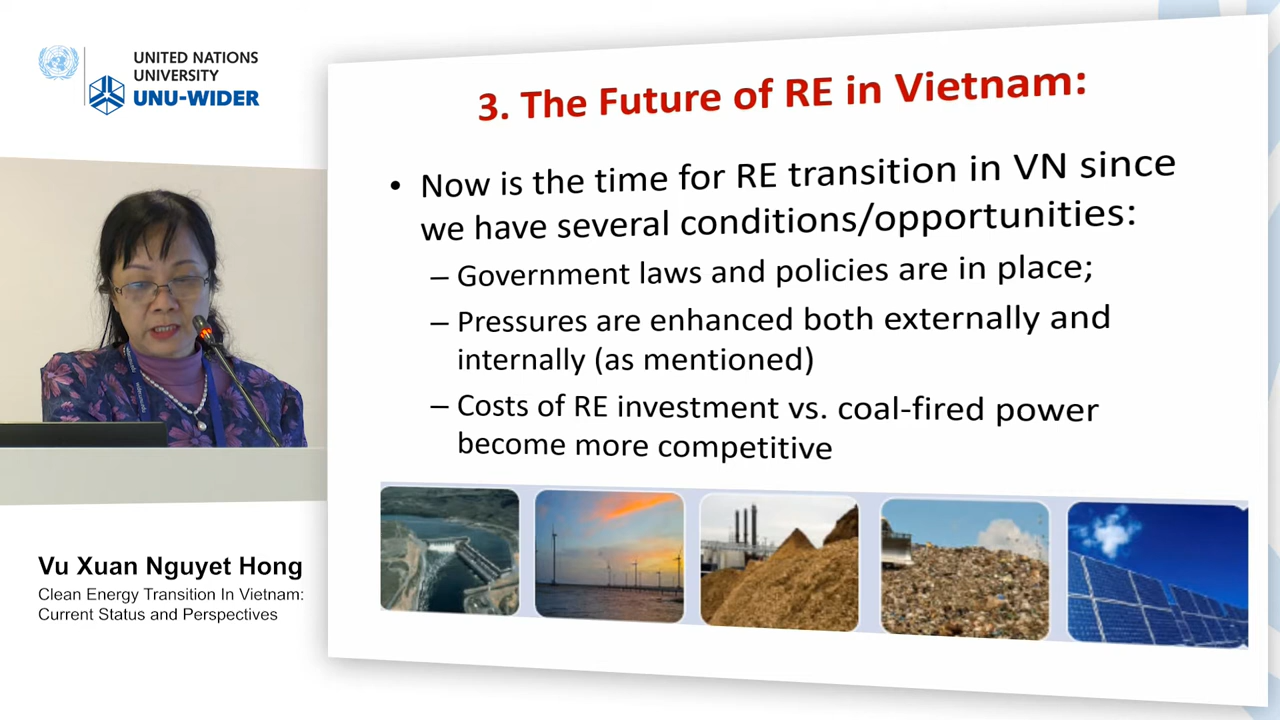 UNITED NATIONS
UNIVERSITY
UNU-WIDER
3. The Future of RE in Vietnam:
• Now is the time for RE transition in VN since
we have several conditions/opportunities:
– Government laws and policies are in place;
– Pressures are enhanced both externally and
internally (as mentioned)
– Costs of RE investment vs. coal-fired power
become more competitive
Vu Xuan Nguyet Hong
Clean Energy Transition In Vietnam:
Current Status and Perspectives